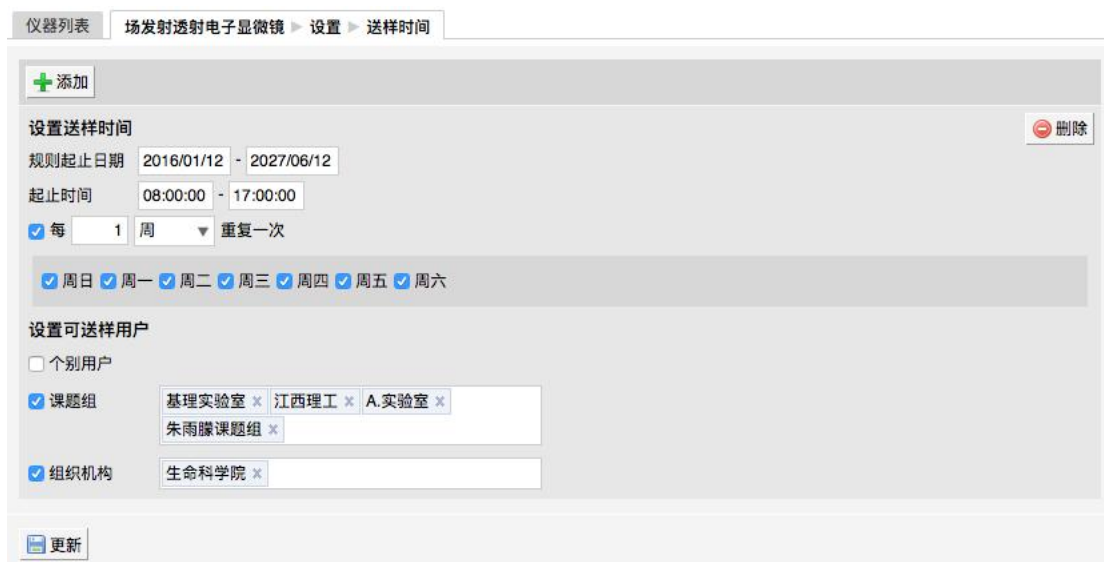 仪器列表 场发射透射电子显微镜 ▶ 设置 ▶ 送样时间
添加
设置送样时间 删除
规则起止日期 2016/01/12 - 2027/06/12
起止时间 08:00:00 - 17:00:00
每 1 周 ▼ 重复一次
周日 周一 周二 周三 周四 周五 周六
设置可送样用户
个别用户
课题组 基理实验室 × 江西理工 × A.实验室 ×
朱雨朦课题组 ×
组织机构 生命科学院 ×
更新